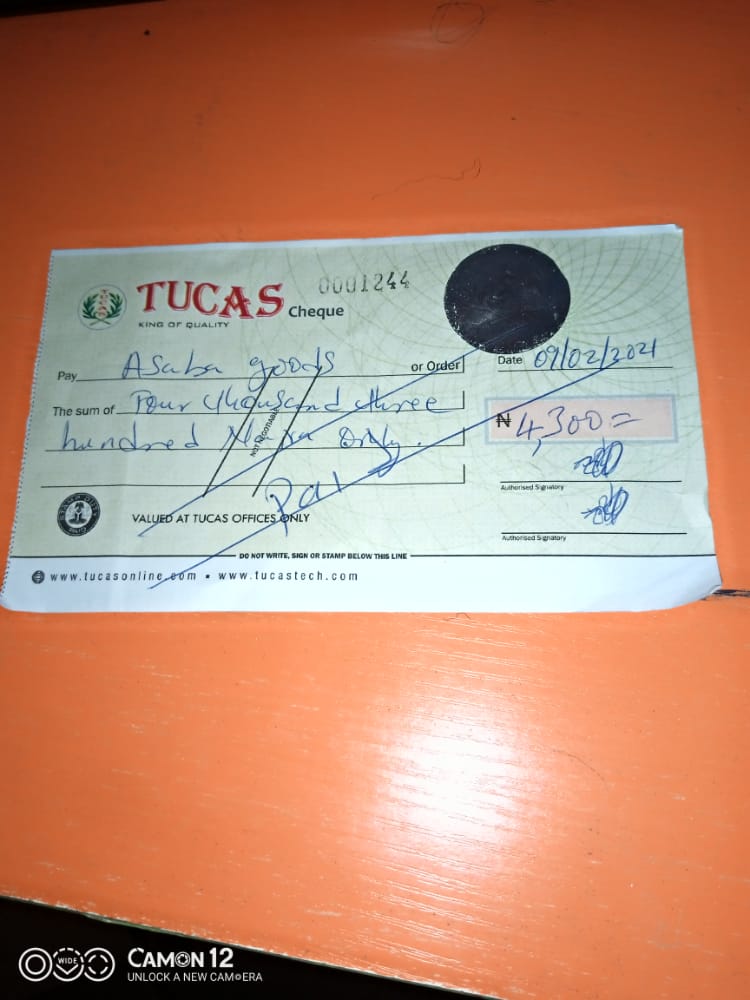 TUCAS Cheque
KING OF QUALITY
0001244
Pay Asaba goods or Order
Date 09/02/2021
The sum of Four thousand three
hundred Naira Only.
₦ 4,300=
NOT NEGOTIABLE
Paid
Authorised Signatory
Authorised Signatory
VALUED AT TUCAS OFFICES ONLY
DO NOT WRITE, SIGN OR STAMP BELOW THIS LINE
www.tucasonline.com ▪ www.tucastech.com
WIDE
CAMON 12
UNLOCK A NEW CAMERA